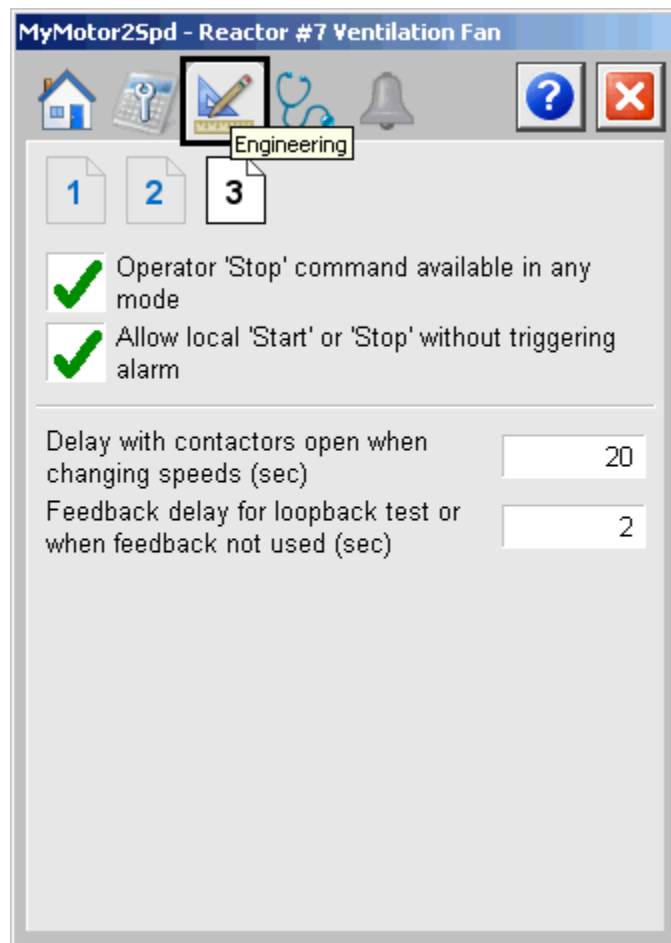 MyMotor2Spd - Reactor #7 Ventilation Fan
?
Engineering
1 2 3
Operator 'Stop' command available in any
mode
Allow local 'Start' or 'Stop' without triggering
alarm
Delay with contactors open when
changing speeds (sec)
20
Feedback delay for loopback test or
when feedback not used (sec)
2